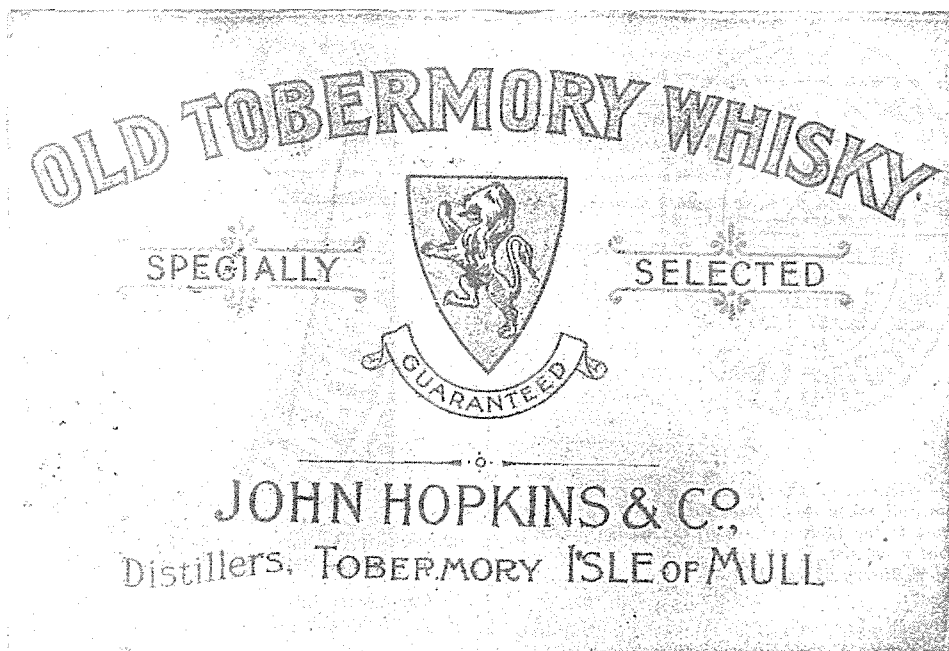 OLD TOBERMORY WHISKY.
SPECIALLY
SELECTED
GUARANTEED
JOHN HOPKINS & Co.,
Distillers, TOBERMORY ISLE OF MULL